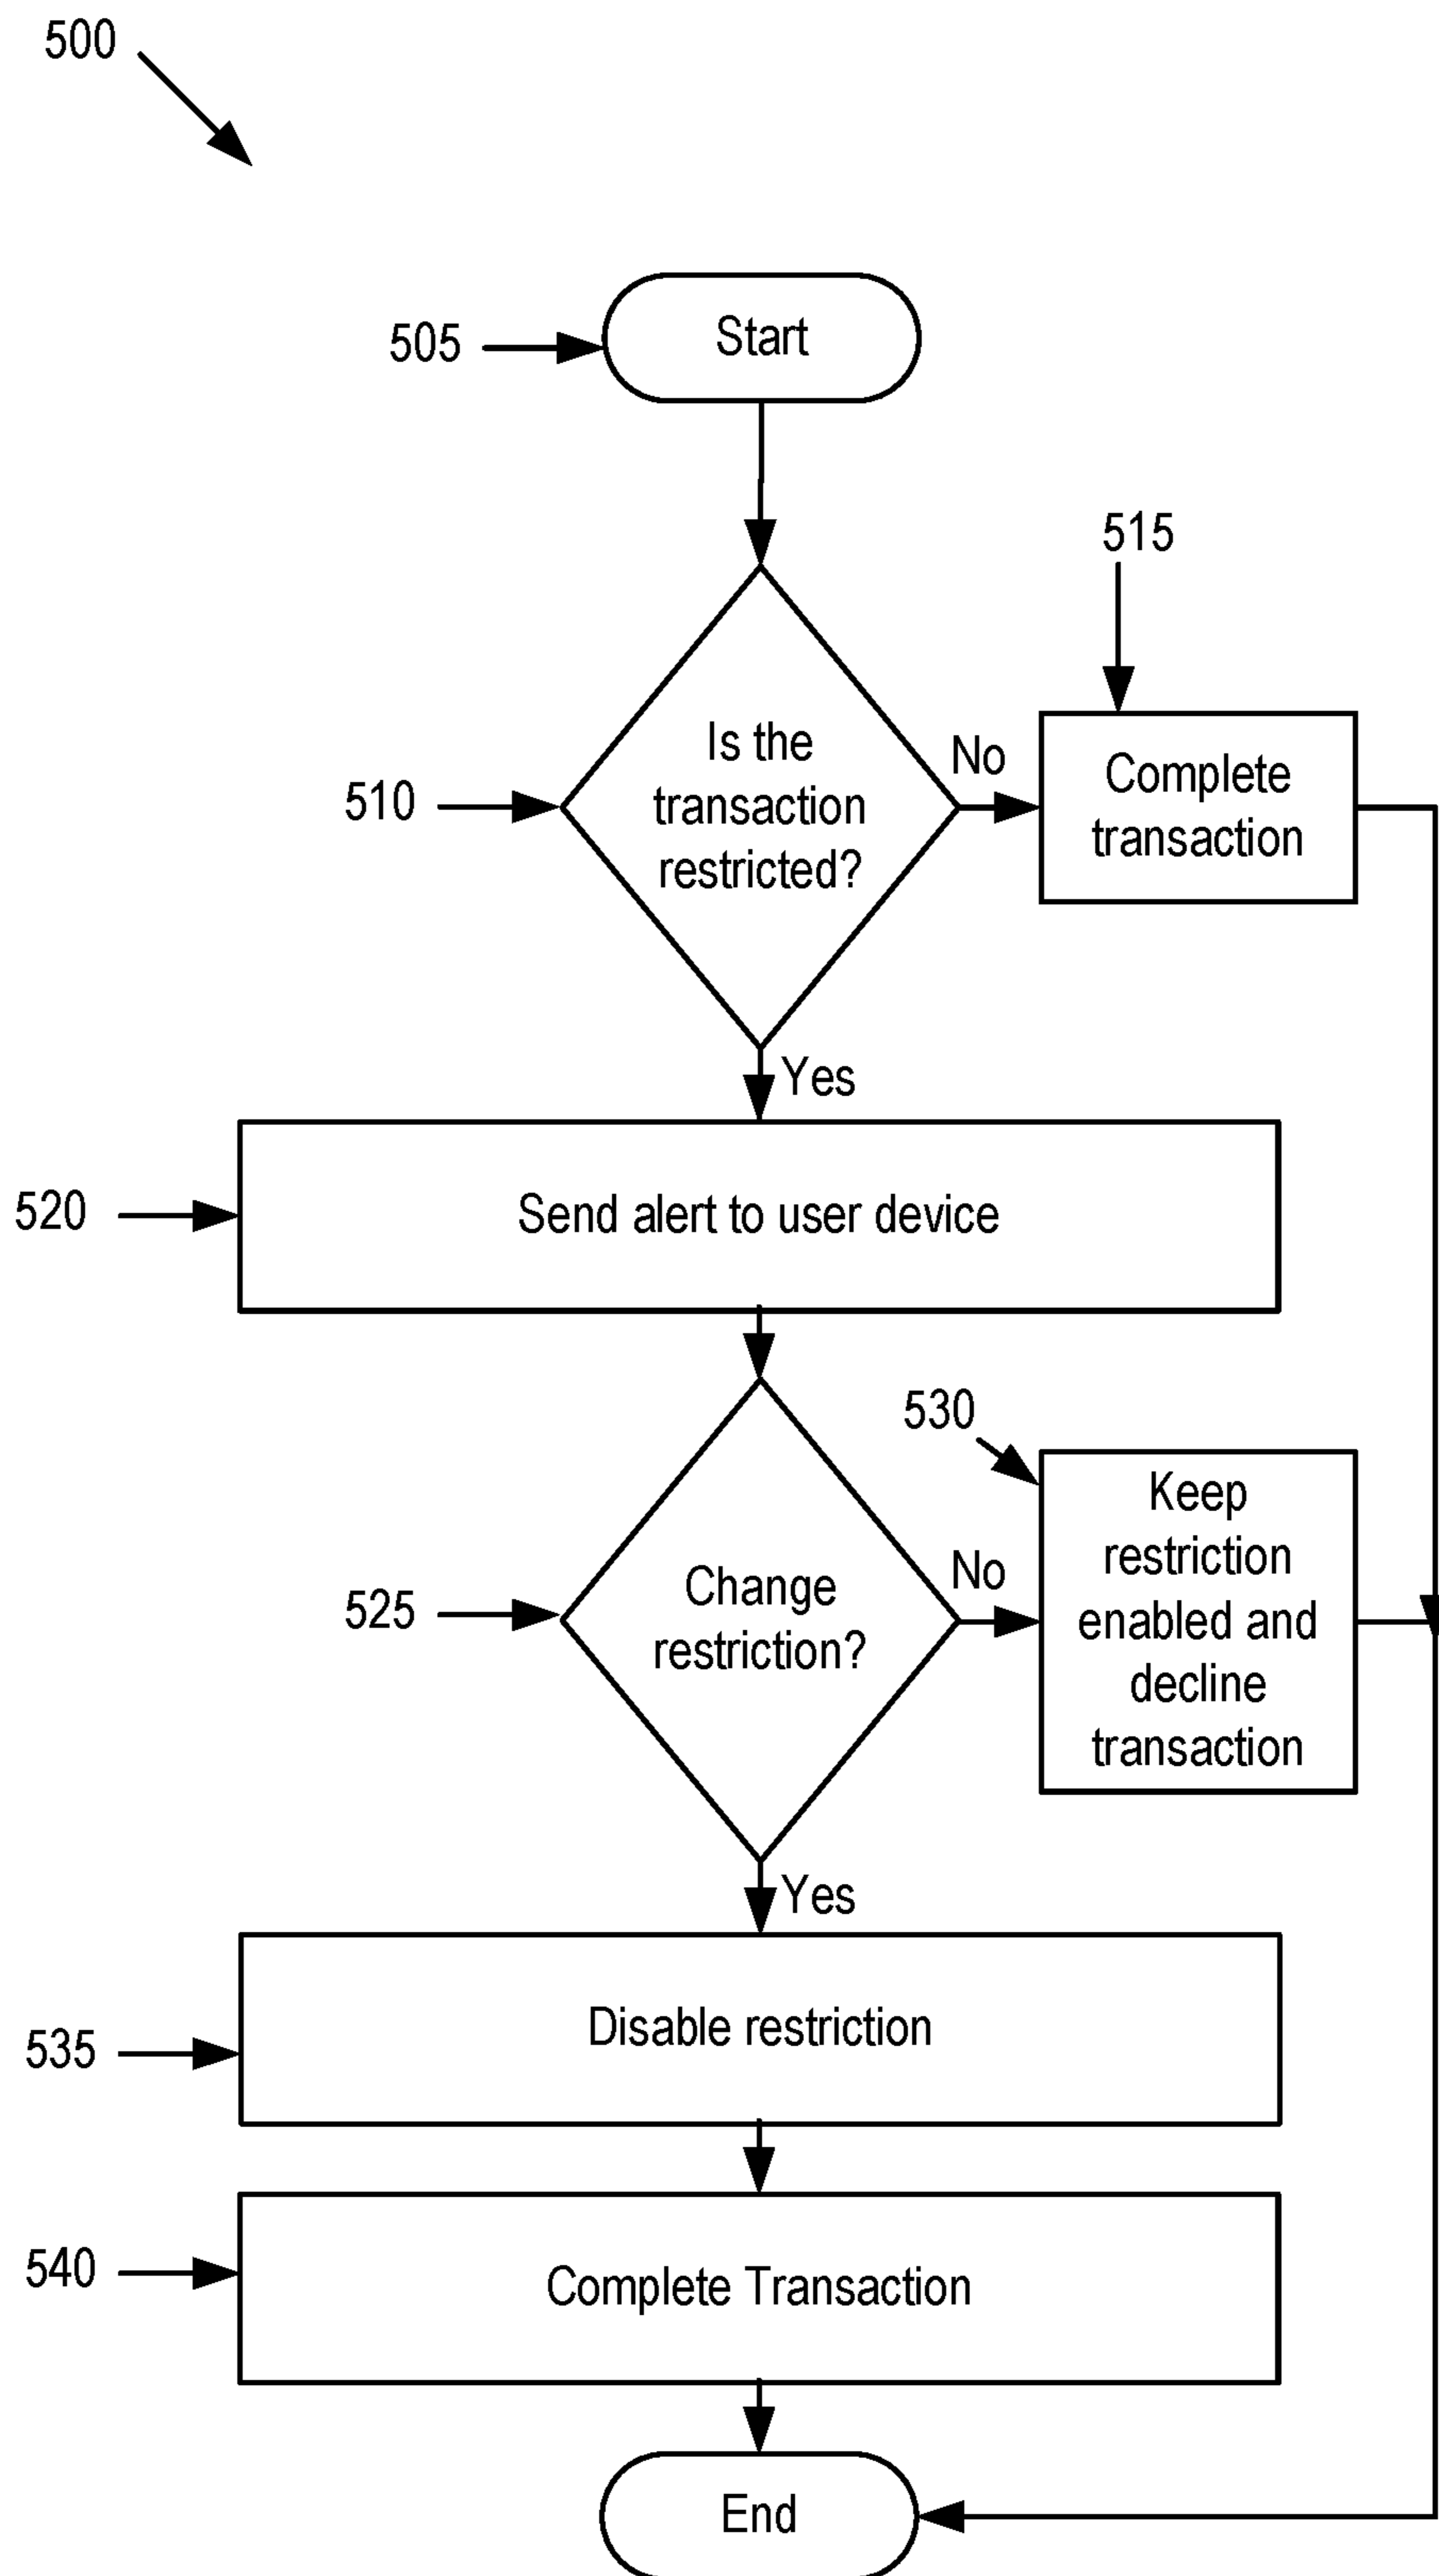 500
505
Start
515
510
Is the
transaction
restricted?
No
Complete
transaction
Yes
520
Send alert to user device
530
525
Change
restriction?
No
Keep
restriction
enabled and
decline
transaction
Yes
535
Disable restriction
540
Complete Transaction
End